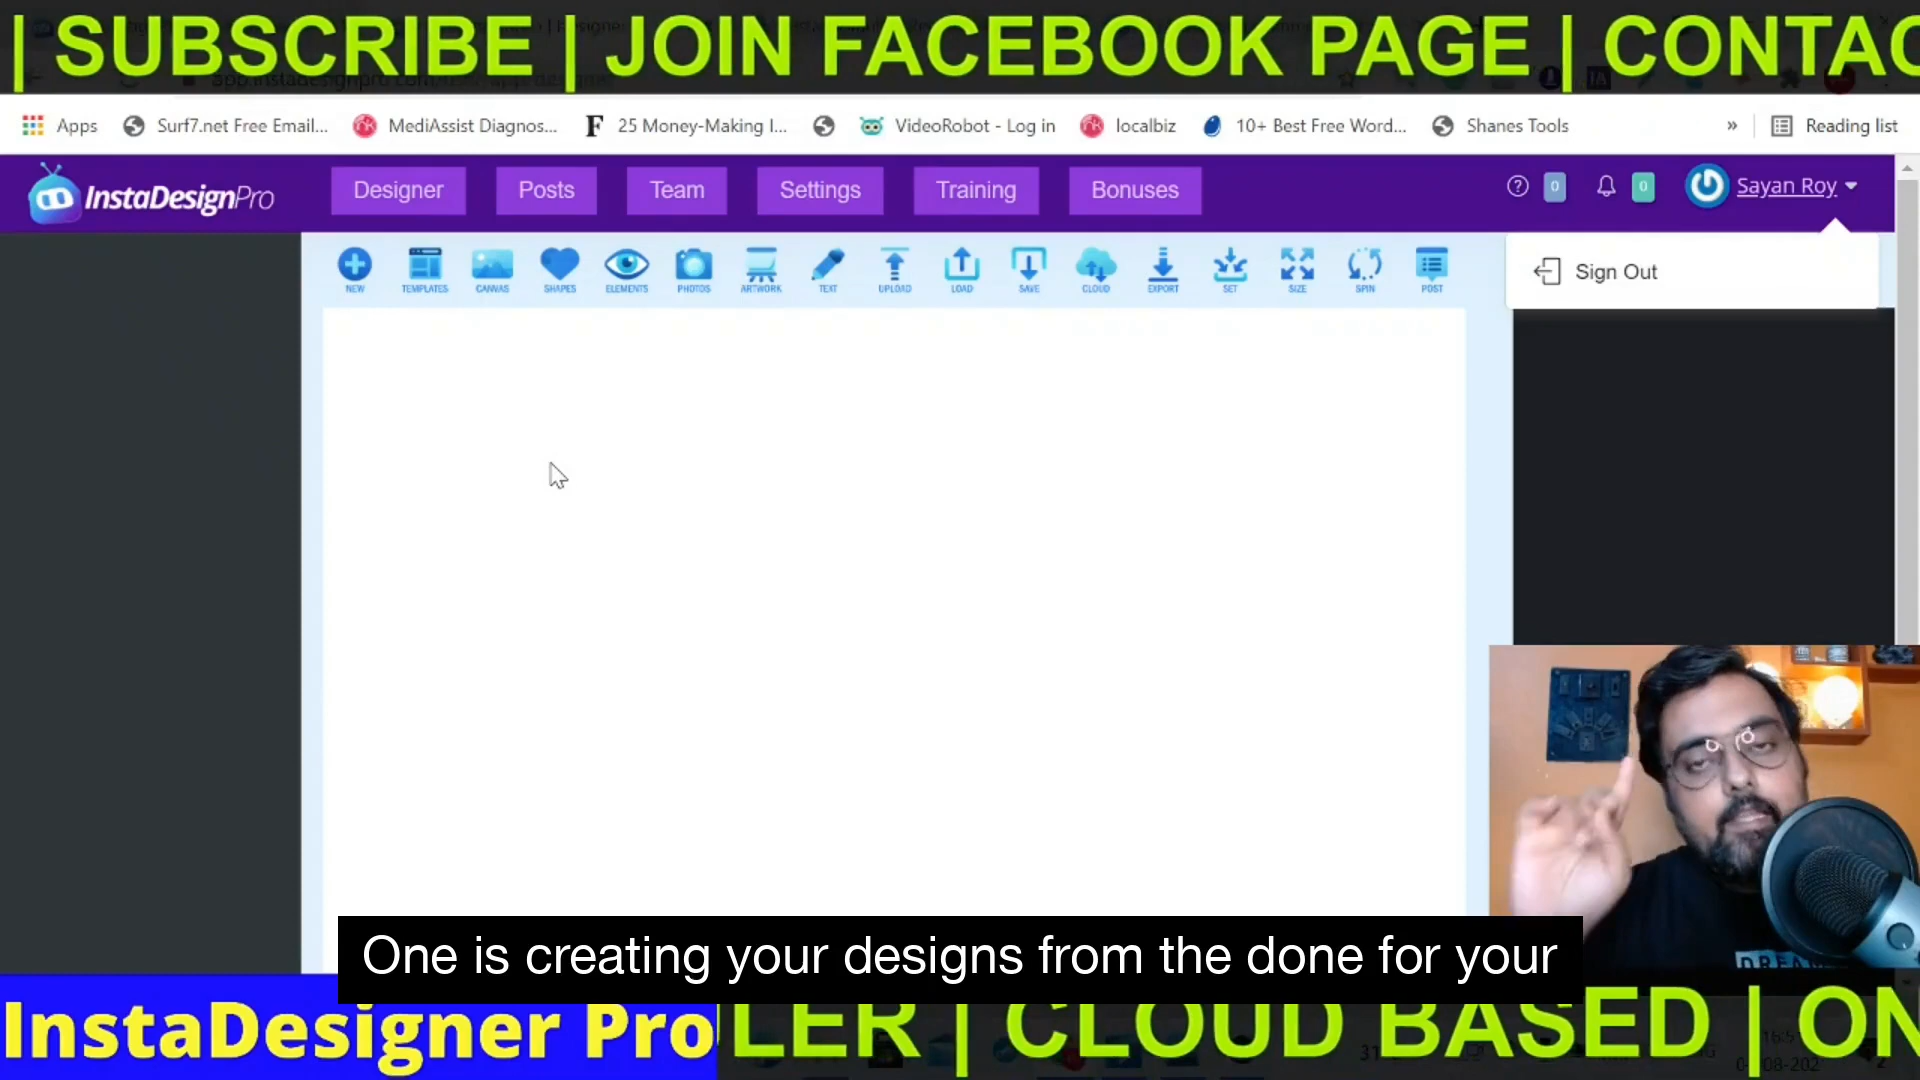 | SUBSCRIBE | JOIN FACEBOOK PAGE | CONTAC
Apps Surf7.net Free Email... MediAssist Diagnos... 25 Money-Making I... VideoRobot - Log in localbiz 10+ Best Free Word... Shanes Tools » Reading list
InstaDesignPro Designer Posts Team Settings Training Bonuses 0 0 Sayan Roy
NEW TEMPLATES CANVAS SHAPES ELEMENTS PHOTOS ARTWORK TEXT UPLOAD LOAD SAVE CLOUD EXPORT SET SIZE SPIN POST
Sign Out
DREAM
One is creating your designs from the done for your
InstaDesigner Pro LER | CLOUD BASED | ON